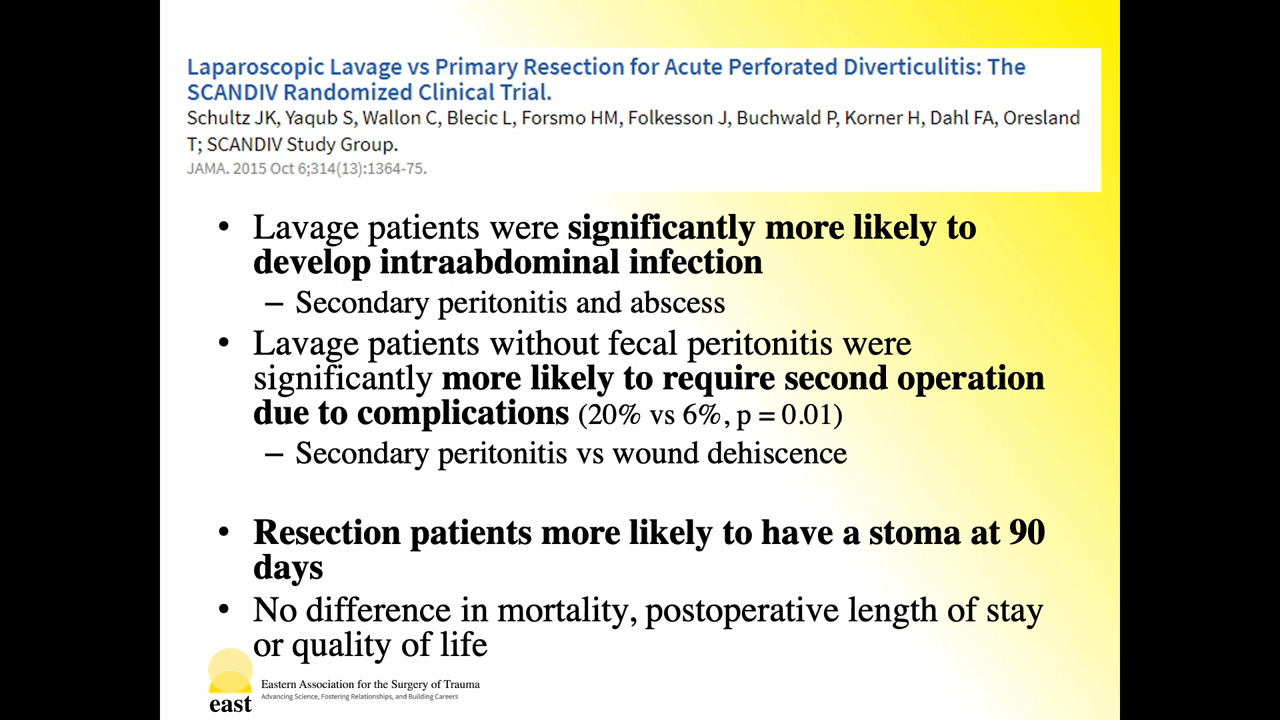 Laparoscopic Lavage vs Primary Resection for Acute Perforated Diverticulitis: The
SCANDIV Randomized Clinical Trial.
Schultz JK, Yaqub S, Wallon C, Blecic L, Forsmo HM, Folkesson J, Buchwald P, Korner H, Dahl FA, Oresland
T; SCANDIV Study Group.
JAMA. 2015 Oct 6;314(13):1364-75.
• Lavage patients were significantly more likely to
develop intraabdominal infection
– Secondary peritonitis and abscess
• Lavage patients without fecal peritonitis were
significantly more likely to require second operation
due to complications (20% vs 6%, p = 0.01)
– Secondary peritonitis vs wound dehiscence
• Resection patients more likely to have a stoma at 90
days
• No difference in mortality, postoperative length of stay
or quality of life
Eastern Association for the Surgery of Trauma
Advancing Science, Fostering Relationships, and Building Careers
east